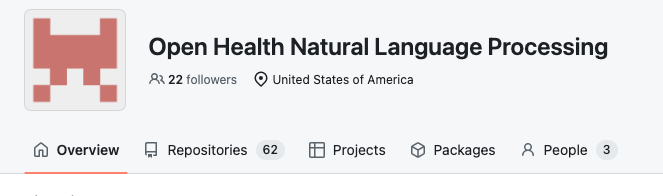 Open Health Natural Language Processing
22 followers United States of America
Overview Repositories 62 Projects Packages People 3